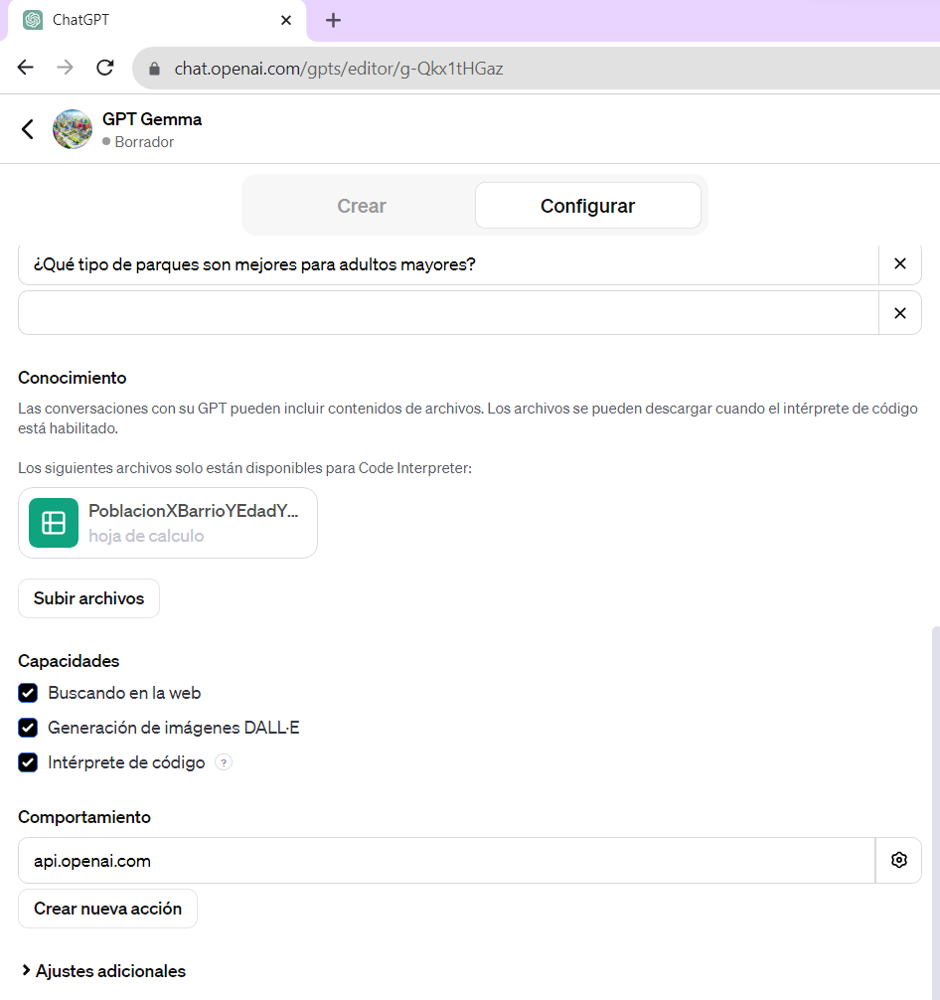 ChatGPT
chat.openai.com/gpts/editor/g-Qkx1tHGaz
GPT Gemma
Borrador
Crear
Configurar
¿Qué tipo de parques son mejores para adultos mayores?
Conocimiento
Las conversaciones con su GPT pueden incluir contenidos de archivos. Los archivos se pueden descargar cuando el intérprete de código
está habilitado.
Los siguientes archivos solo están disponibles para Code Interpreter:
PoblacionXBarrioYEdadY...
hoja de calculo
Subir archivos
Capacidades
Buscando en la web
Generación de imágenes DALL·E
Intérprete de código ?
Comportamiento
api.openai.com
Crear nueva acción
Ajustes adicionales